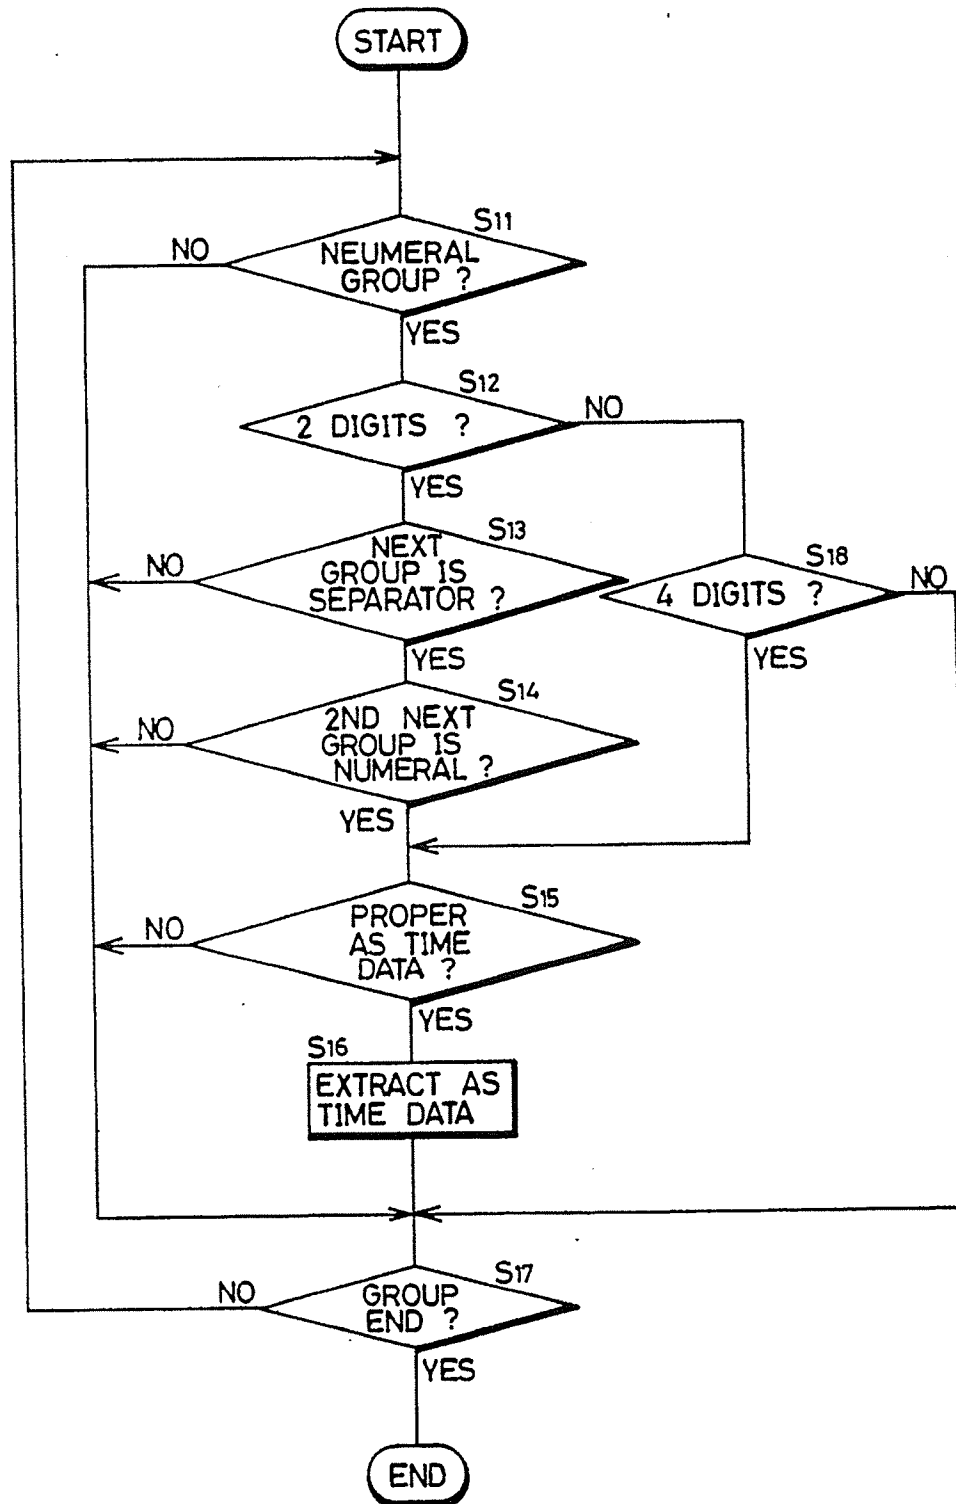 START
S11
NO
NEUMERAL
GROUP ?
YES
S12
2 DIGITS ?
NO
YES
S13
NEXT
GROUP IS
SEPARATOR ?
NO
YES
S18
4 DIGITS ?
NO
YES
S14
2ND NEXT
GROUP IS
NUMERAL ?
NO
YES
S15
PROPER
AS TIME
DATA ?
NO
YES
S16
EXTRACT AS
TIME DATA
S17
GROUP
END ?
NO
YES
END